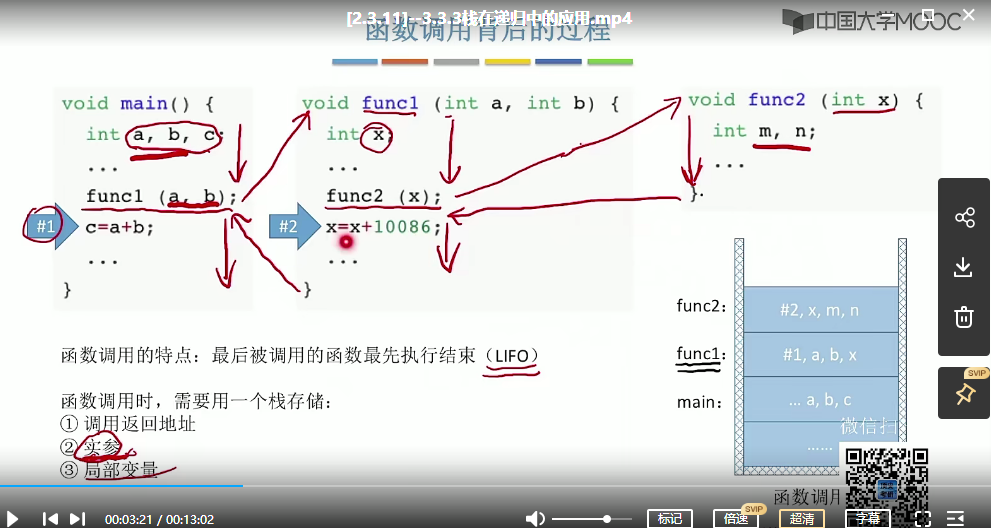 [2.3.11]--3.3.3栈在递归中的应用.mp4
函数调用背后的过程
中国大学MOOC
void main() {
int a, b, c;
...
func1 (a, b);
#1
c=a+b;
...
}
void func1 (int a, int b) {
int x;
...
func2 (x);
#2
x=x+10086;
...
}
void func2 (int x) {
int m, n;
...
}
函数调用的特点：最后被调用的函数最先执行结束（LIFO）
函数调用时，需要用一个栈存储：
① 调用返回地址
② 实参
③ 局部变量
func2:
#2, x, m, n
func1:
#1, a, b, x
main:
... a, b, c
......
微信扫
函数调用
SVIP
00:03:21 / 00:13:02
标记
倍速
SVIP
超清
字幕